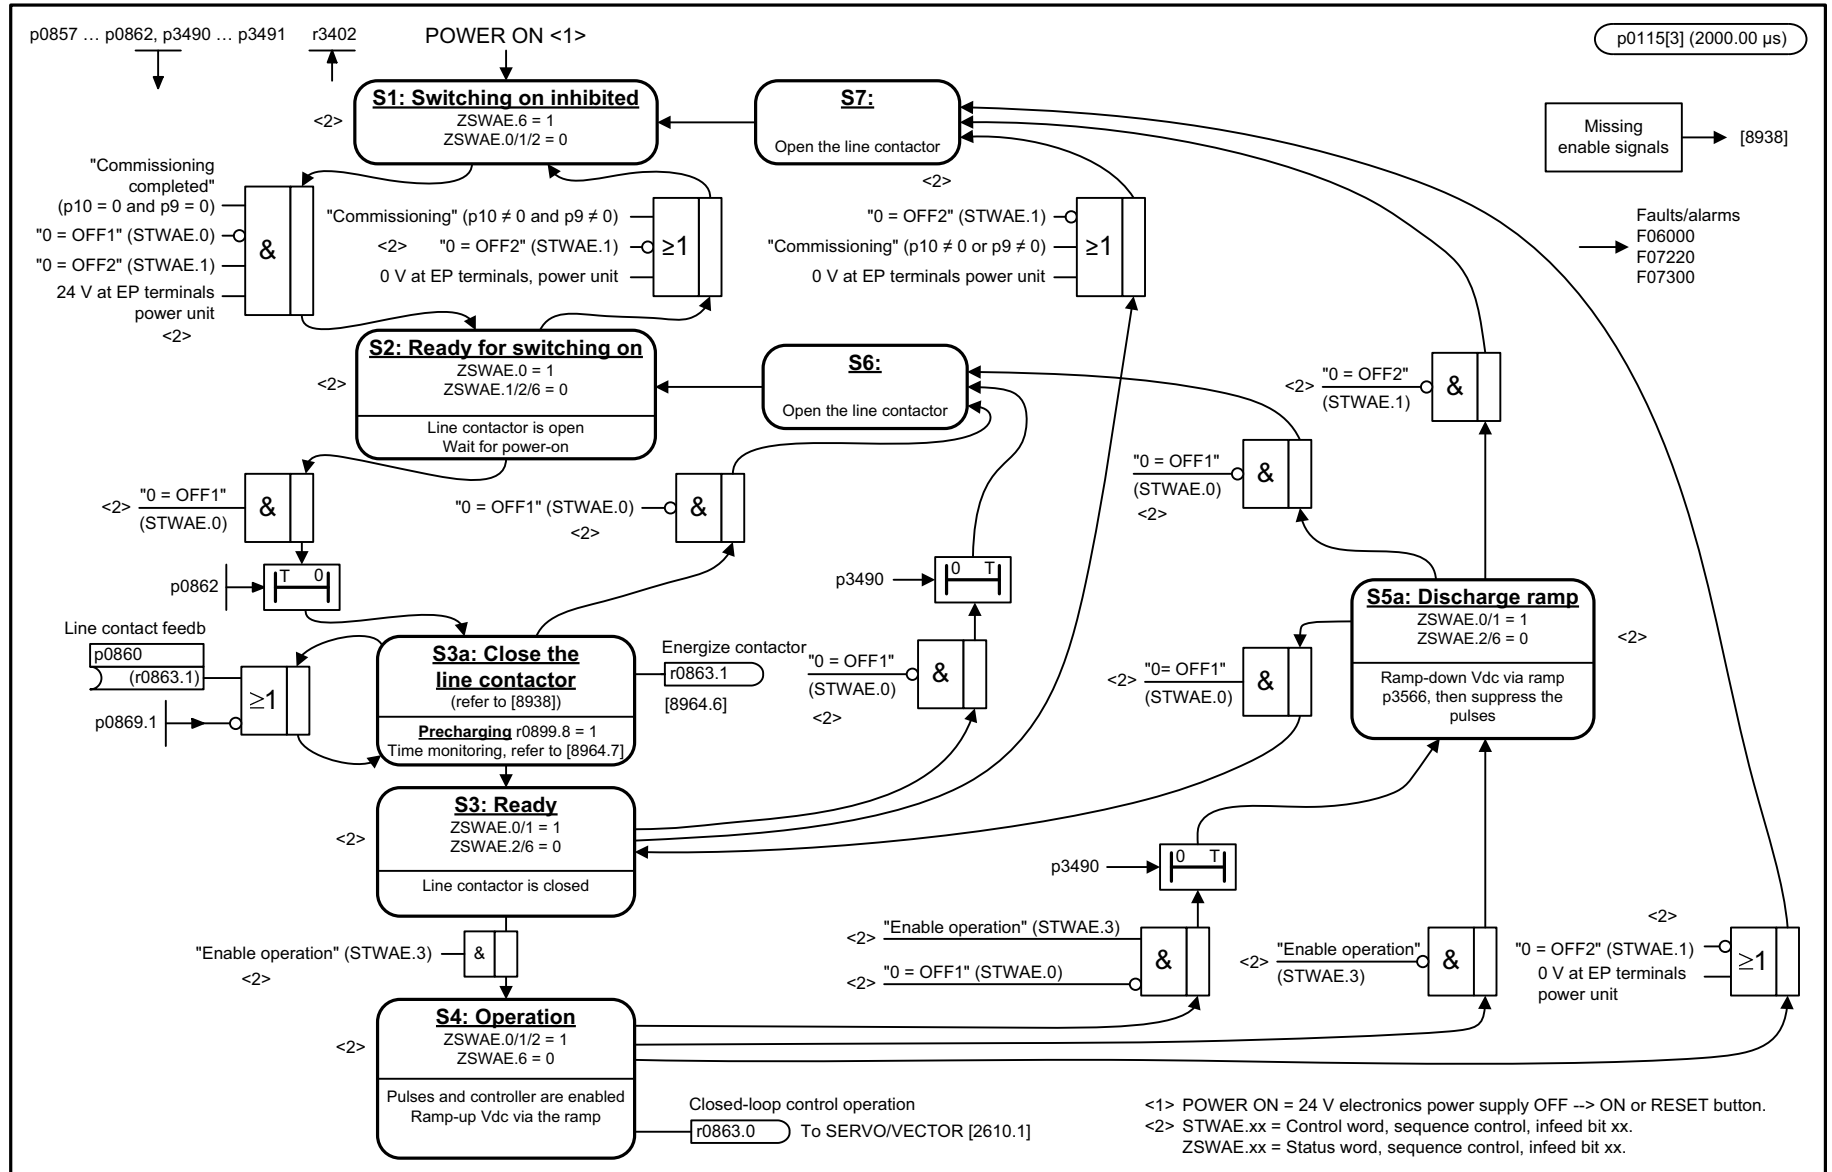 p0857 … p0862, p3490 … p3491
r3402
POWER ON <1>
p0115[3] (2000.00 µs)
S1: Switching on inhibited
ZSWAE.6 = 1
ZSWAE.0/1/2 = 0
<2>
S7:
Open the line contactor
<2>
Missing
enable signals
[8938]
Faults/alarms
F06000
F07220
F07300
"Commissioning
completed"
(p10 = 0 and p9 = 0)
"0 = OFF1" (STWAE.0)
"0 = OFF2" (STWAE.1)
24 V at EP terminals
power unit
<2>
&
"Commissioning" (p10 ≠ 0 and p9 ≠ 0)
<2> "0 = OFF2" (STWAE.1)
0 V at EP terminals, power unit
≥1
"0 = OFF2" (STWAE.1)
"Commissioning" (p10 ≠ 0 or p9 ≠ 0)
0 V at EP terminals power unit
≥1
S2: Ready for switching on
ZSWAE.0 = 1
ZSWAE.1/2/6 = 0
Line contactor is open
Wait for power-on
<2>
S6:
Open the line contactor
<2> "0 = OFF2"
(STWAE.1)
&
"0 = OFF1"
(STWAE.0)
<2>
&
<2> "0 = OFF1"
(STWAE.0)
&
"0 = OFF1" (STWAE.0)
<2>
&
p0862
T 0
p3490
0 T
Line contact feedb
p0860
(r0863.1)
p0869.1
≥1
S3a: Close the
line contactor
(refer to [8938])
Precharging r0899.8 = 1
Time monitoring, refer to [8964.7]
Energize contactor
r0863.1
[8964.6]
"0 = OFF1"
(STWAE.0)
<2>
&
<2> "0= OFF1"
(STWAE.0)
&
S5a: Discharge ramp
ZSWAE.0/1 = 1
ZSWAE.2/6 = 0
Ramp-down Vdc via ramp
p3566, then suppress the
pulses
<2>
S3: Ready
ZSWAE.0/1 = 1
ZSWAE.2/6 = 0
Line contactor is closed
<2>
p3490
0 T
"Enable operation" (STWAE.3)
<2>
&
<2> "Enable operation" (STWAE.3)
<2> "0 = OFF1" (STWAE.0)
&
<2> "Enable operation"
(STWAE.3)
&
<2>
"0 = OFF2" (STWAE.1)
0 V at EP terminals
power unit
≥1
S4: Operation
ZSWAE.0/1/2 = 1
ZSWAE.6 = 0
Pulses and controller are enabled
Ramp-up Vdc via the ramp
<2>
Closed-loop control operation
r0863.0
To SERVO/VECTOR [2610.1]
<1> POWER ON = 24 V electronics power supply OFF --> ON or RESET button.
<2> STWAE.xx = Control word, sequence control, infeed bit xx.
ZSWAE.xx = Status word, sequence control, infeed bit xx.